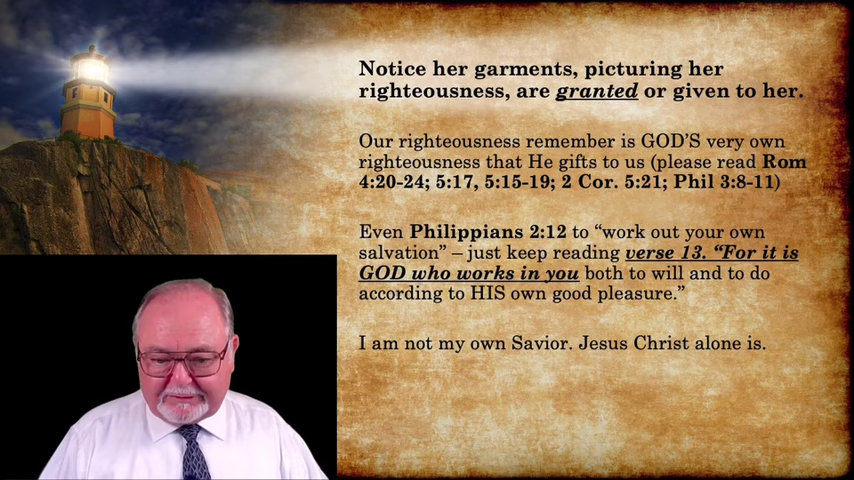 Notice her garments, picturing her
righteousness, are granted or given to her.
Our righteousness remember is GOD’S very own
righteousness that He gifts to us (please read Rom
4:20-24; 5:17, 5:15-19; 2 Cor. 5:21; Phil 3:8-11)
Even Philippians 2:12 to “work out your own
salvation” – just keep reading verse 13. “For it is
GOD who works in you both to will and to do
according to HIS own good pleasure.”
I am not my own Savior. Jesus Christ alone is.